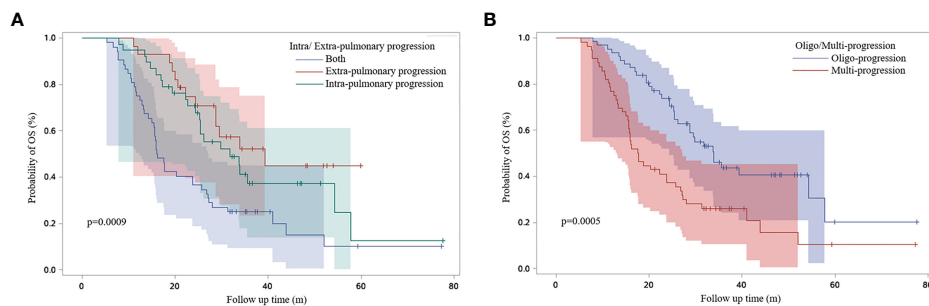 A
Intra/ Extra-pulmonary progression
Both
Extra-pulmonary progression
Intra-pulmonary progression
Probability of OS (%)
1.0
0.8
0.6
0.4
0.2
0.0
p=0.0009
0
20
40
60
80
Follow up time (m)
B
Oligo/Multi-progression
Oligo-progression
Multi-progression
Probability of OS (%)
1.0
0.8
0.6
0.4
0.2
0.0
p=0.0005
0
20
40
60
80
Follow up time (m)